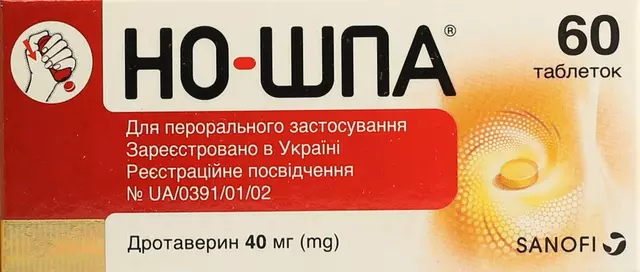 НО-ШПА®
60
таблеток
Для перорального застосування
Зареєстровано в Україні
Реєстраційне посвідчення
№ UA/0391/01/02
Дротаверин 40 мг (mg)
SANOFI